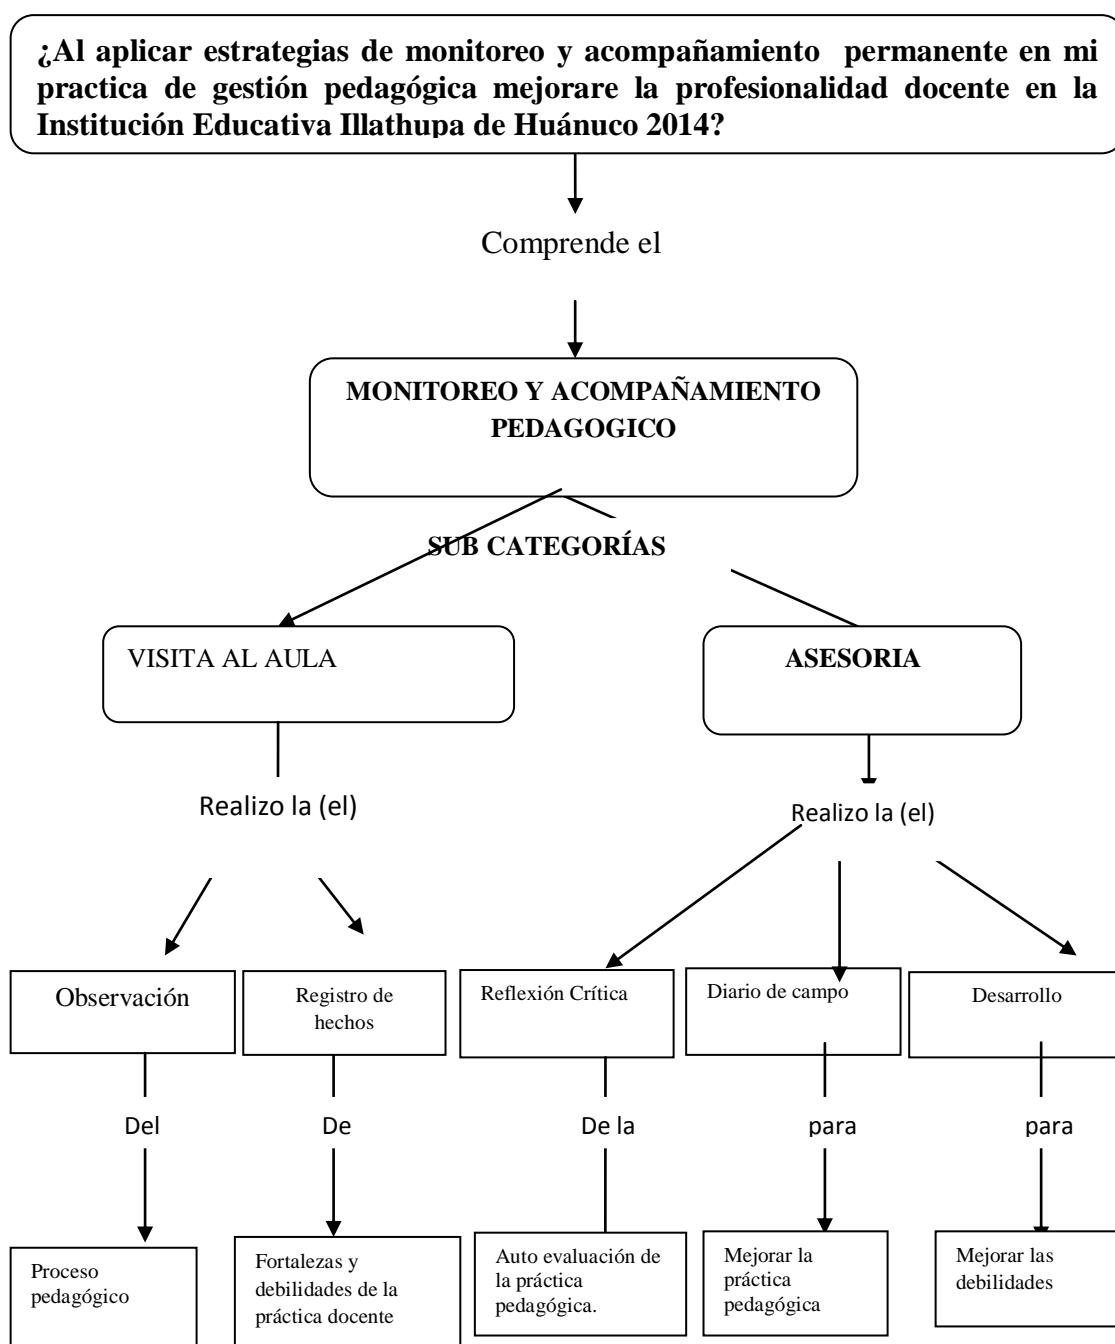 ¿Al aplicar estrategias de monitoreo y acompañamiento permanente en mi
practica de gestión pedagógica mejorare la profesionalidad docente en la
Institución Educativa Illathupa de Huánuco 2014?
Comprende el
MONITOREO Y ACOMPAÑAMIENTO
PEDAGOGICO
SUB CATEGORÍAS
VISITA AL AULA
ASESORIA
Realizo la (el)
Realizo la (el)
Observación
Registro de
hechos
Reflexión Crítica
Diario de campo
Desarrollo
Del
De
De la
para
para
Proceso
pedagógico
Fortalezas y
debilidades de la
práctica docente
Auto evaluación de
la práctica
pedagógica.
Mejorar la
práctica
pedagógica
Mejorar las
debilidades